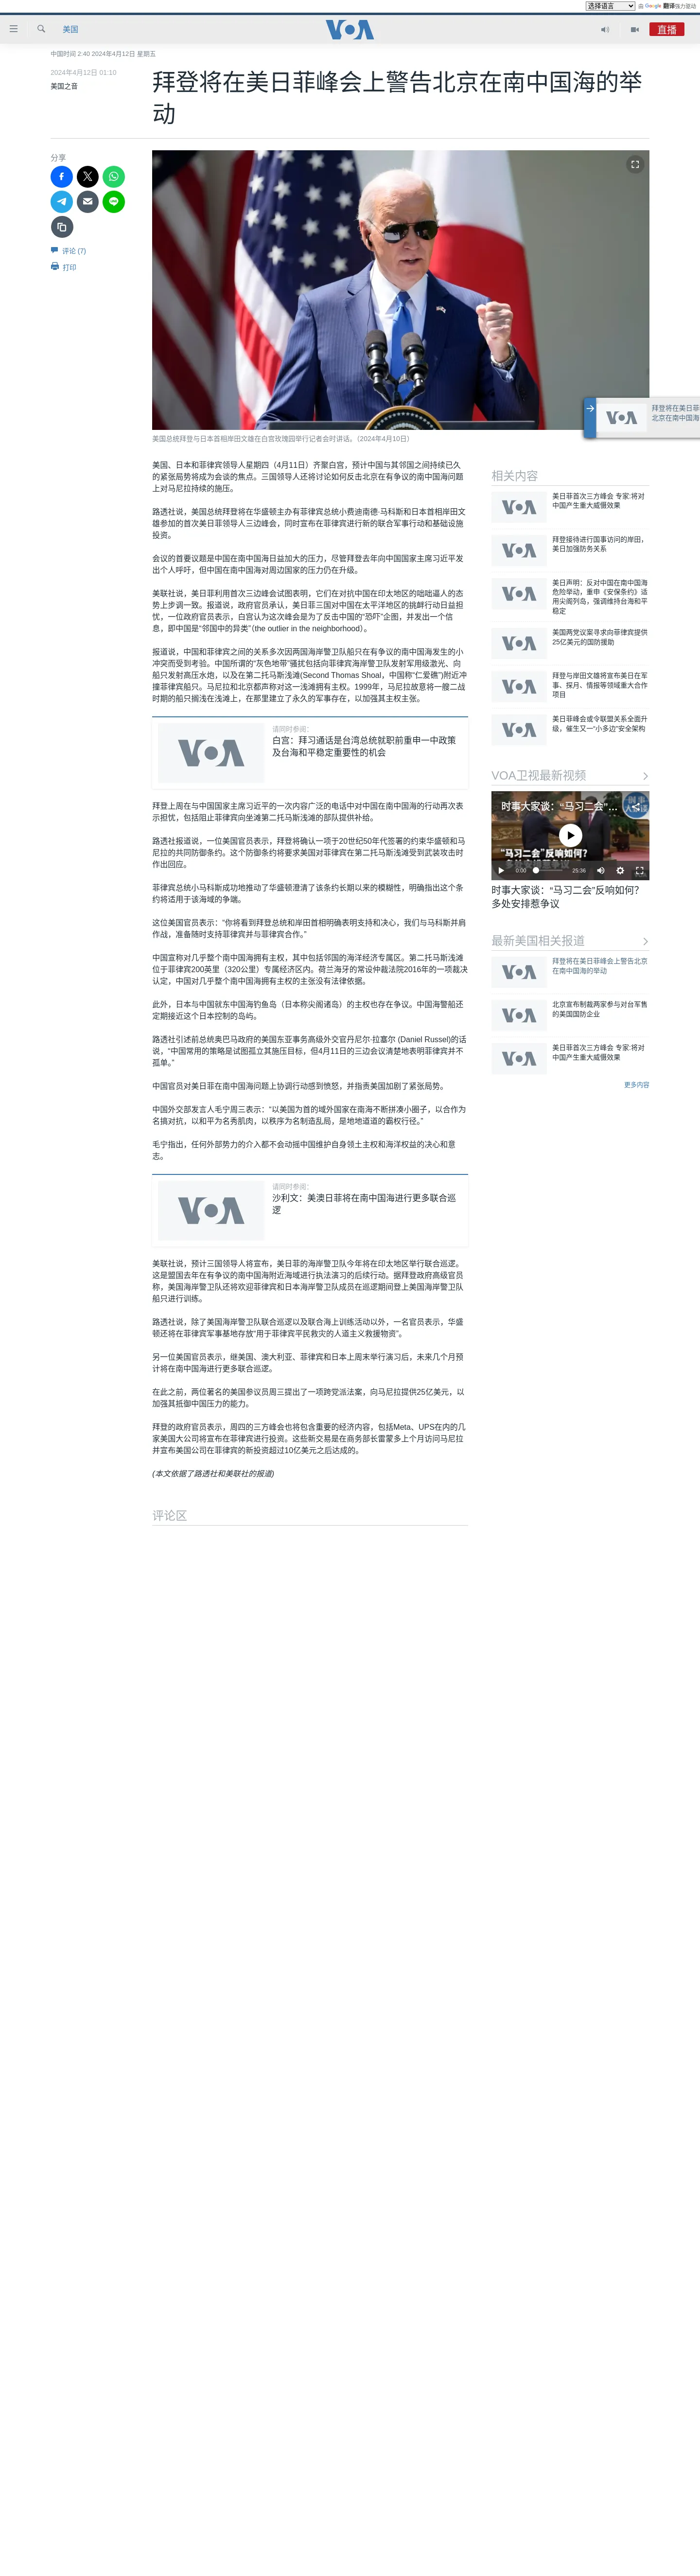 选择语言 由 Google 翻译强力驱动
美国
VOA
直播
中国时间 2:40 2024年4月12日 星期五
2024年4月12日 01:10
美国之音
拜登将在美日菲峰会上警告北京在南中国海的举
动
分享
评论 (7)
打印
美国总统拜登与日本首相岸田文雄在白宫玫瑰园举行记者会时讲话。（2024年4月10日）
拜登将在美日菲
北京在南中国海
美国、日本和菲律宾领导人星期四（4月11日）齐聚白宫，预计中国与其邻国之间持续已久
的紧张局势将成为会谈的焦点。三国领导人还将讨论如何反击北京在有争议的南中国海问题
上对马尼拉持续的施压。
路透社说，美国总统拜登将在华盛顿主办有菲律宾总统小费迪南德·马科斯和日本首相岸田文
雄参加的首次美日菲领导人三边峰会，同时宣布在菲律宾进行新的联合军事行动和基础设施
投资。
会议的首要议题是中国在南中国海日益加大的压力，尽管拜登去年向中国国家主席习近平发
出个人呼吁，但中国在南中国海对周边国家的压力仍在升级。
美联社说，美日菲利用首次三边峰会试图表明，它们在对抗中国在印太地区的咄咄逼人的态
势上步调一致。报道说，政府官员承认，美日菲三国对中国在太平洋地区的挑衅行动日益担
忧，一位政府官员表示，白宫认为这次峰会是为了反击中国的“恐吓”企图，并发出一个信
息，即中国是“邻国中的异类”（the outlier in the neighborhood）。
报道说，中国和菲律宾之间的关系多次因两国海岸警卫队船只在有争议的南中国海发生的小
冲突而受到考验。中国所谓的“灰色地带”骚扰包括向菲律宾海岸警卫队发射军用级激光、向
船只发射高压水炮，以及在第二托马斯浅滩(Second Thomas Shoal，中国称“仁爱礁”)附近冲
撞菲律宾船只。马尼拉和北京都声称对这一浅滩拥有主权。1999年，马尼拉故意将一艘二战
时期的船只搁浅在浅滩上，在那里建立了永久的军事存在，以加强其主权主张。
请同时参阅：
VOA
白宫：拜习通话是台湾总统就职前重申一中政策
及台海和平稳定重要性的机会
拜登上周在与中国国家主席习近平的一次内容广泛的电话中对中国在南中国海的行动再次表
示担忧，包括阻止菲律宾向坐滩第二托马斯浅滩的部队提供补给。
路透社报道说，一位美国官员表示，拜登将确认一项于20世纪50年代签署的约束华盛顿和马
尼拉的共同防御条约。这个防御条约将要求美国对菲律宾在第二托马斯浅滩受到武装攻击时
作出回应。
菲律宾总统小马科斯成功地推动了华盛顿澄清了该条约长期以来的模糊性，明确指出这个条
约将适用于该海域的争端。
这位美国官员表示：“你将看到拜登总统和岸田首相明确表明支持和决心，我们与马科斯并肩
作战，准备随时支持菲律宾并与菲律宾合作。”
中国宣称对几乎整个南中国海拥有主权，其中包括邻国的海洋经济专属区。第二托马斯浅滩
位于菲律宾200英里（320公里）专属经济区内。荷兰海牙的常设仲裁法院2016年的一项裁决
认定，中国对几乎整个南中国海拥有主权的主张没有法律依据。
此外，日本与中国就东中国海钓鱼岛（日本称尖阁诸岛）的主权也存在争议。中国海警船还
定期接近这个日本控制的岛屿。
路透社引述前总统奥巴马政府的美国东亚事务高级外交官丹尼尔·拉塞尔 (Daniel Russel)的话
说，“中国常用的策略是试图孤立其施压目标，但4月11日的三边会议清楚地表明菲律宾并不
孤单。”
中国官员对美日菲在南中国海问题上协调行动感到愤怒，并指责美国加剧了紧张局势。
中国外交部发言人毛宁周三表示：“以美国为首的域外国家在南海不断拼凑小圈子，以合作为
名搞对抗，以和平为名秀肌肉，以秩序为名制造乱局，是地地道道的霸权行径。”
毛宁指出，任何外部势力的介入都不会动摇中国维护自身领土主权和海洋权益的决心和意
志。
请同时参阅：
VOA
沙利文：美澳日菲将在南中国海进行更多联合巡
逻
美联社说，预计三国领导人将宣布，美日菲的海岸警卫队今年将在印太地区举行联合巡逻。
这是盟国去年在有争议的南中国海附近海域进行执法演习的后续行动。据拜登政府高级官员
称，美国海岸警卫队还将欢迎菲律宾和日本海岸警卫队成员在巡逻期间登上美国海岸警卫队
船只进行训练。
路透社说，除了美国海岸警卫队联合巡逻以及联合海上训练活动以外，一名官员表示，华盛
顿还将在菲律宾军事基地存放“用于菲律宾平民救灾的人道主义救援物资”。
另一位美国官员表示，继美国、澳大利亚、菲律宾和日本上周末举行演习后，未来几个月预
计将在南中国海进行更多联合巡逻。
在此之前，两位著名的美国参议员周三提出了一项跨党派法案，向马尼拉提供25亿美元，以
加强其抵御中国压力的能力。
拜登的政府官员表示，周四的三方峰会也将包含重要的经济内容，包括Meta、UPS在内的几
家美国大公司将宣布在菲律宾进行投资。这些新交易是在商务部长雷蒙多上个月访问马尼拉
并宣布美国公司在菲律宾的新投资超过10亿美元之后达成的。
(本文依据了路透社和美联社的报道)
评论区
相关内容
VOA
美日菲首次三方峰会 专家:将对
中国产生重大威慑效果
VOA
拜登接待进行国事访问的岸田，
美日加强防务关系
VOA
美日声明：反对中国在南中国海
危险举动，重申《安保条约》适
用尖阁列岛，强调维持台海和平
稳定
VOA
美国两党议案寻求向菲律宾提供
25亿美元的国防援助
VOA
拜登与岸田文雄将宣布美日在军
事、探月、情报等领域重大合作
项目
VOA
美日菲峰会或令联盟关系全面升
级，催生又一“小多边”安全架构
VOA卫视最新视频
时事大家谈：“马习二会”...
“马习二会”反响如何?
0:00
25:36
时事大家谈：“马习二会”反响如何？
多处安排惹争议
最新美国相关报道
VOA
拜登将在美日菲峰会上警告北京
在南中国海的举动
VOA
北京宣布制裁两家参与对台军售
的美国国防企业
VOA
美日菲首次三方峰会 专家:将对
中国产生重大威慑效果
更多内容